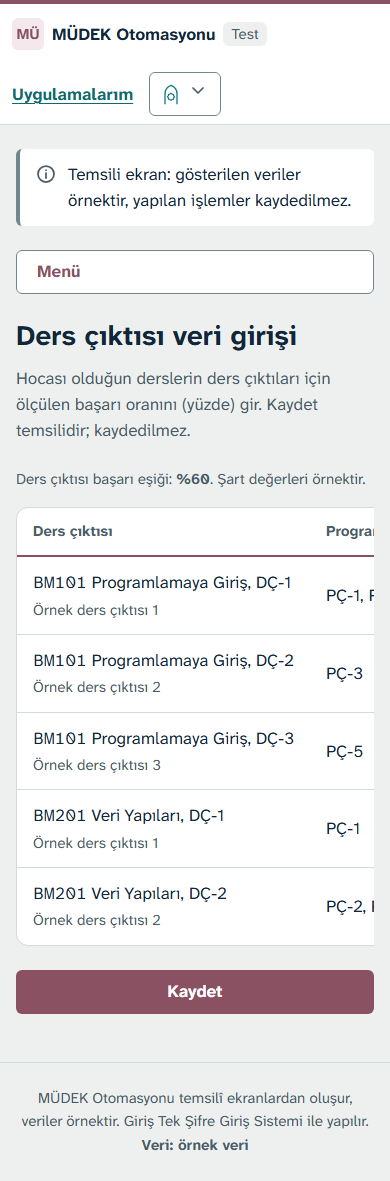 MÜ MÜDEK Otomasyonu Test
Uygulamalarım
Temsili ekran: gösterilen veriler
örnektir, yapılan işlemler kaydedilmez.
Menü
Ders çıktısı veri girişi
Hocası olduğun derslerin ders çıktıları için
ölçülen başarı oranını (yüzde) gir. Kaydet
temsilidir; kaydedilmez.
Ders çıktısı başarı eşiği: %60. Şart değerleri örnektir.
Ders çıktısı
BM101 Programlamaya Giriş, DÇ-1
Örnek ders çıktısı 1
PÇ-1,
BM101 Programlamaya Giriş, DÇ-2
Örnek ders çıktısı 2
PÇ-3
BM101 Programlamaya Giriş, DÇ-3
Örnek ders çıktısı 3
PÇ-5
BM201 Veri Yapıları, DÇ-1
Örnek ders çıktısı 1
PÇ-1
BM201 Veri Yapıları, DÇ-2
Örnek ders çıktısı 2
PÇ-2,
Kaydet
MÜDEK Otomasyonu temsilî ekranlardan oluşur,
veriler örnektir. Giriş Tek Şifre Giriş Sistemi ile yapılır.
Veri: örnek veri